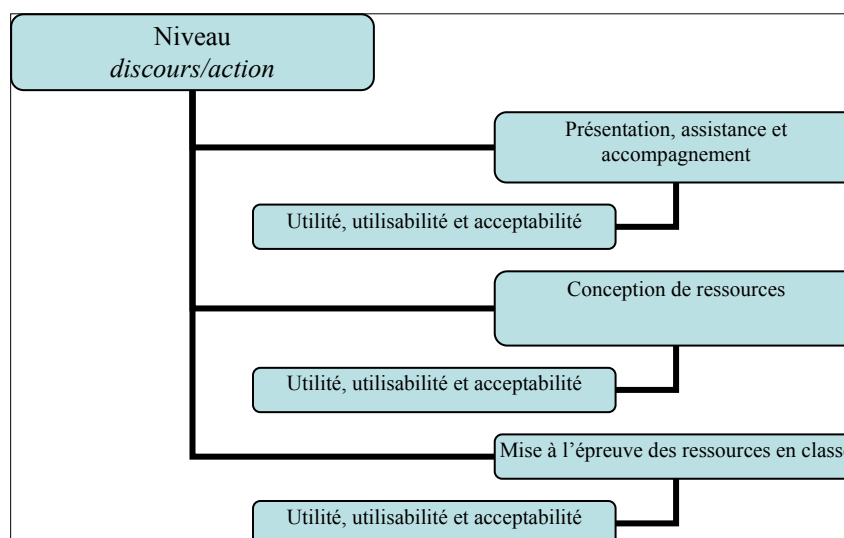 Niveau
discours/action
Présentation, assistance et
accompagnement
Utilité, utilisabilité et acceptabilité
Conception de ressources
Utilité, utilisabilité et acceptabilité
Mise à l’épreuve des ressources en class
Utilité, utilisabilité et acceptabilité